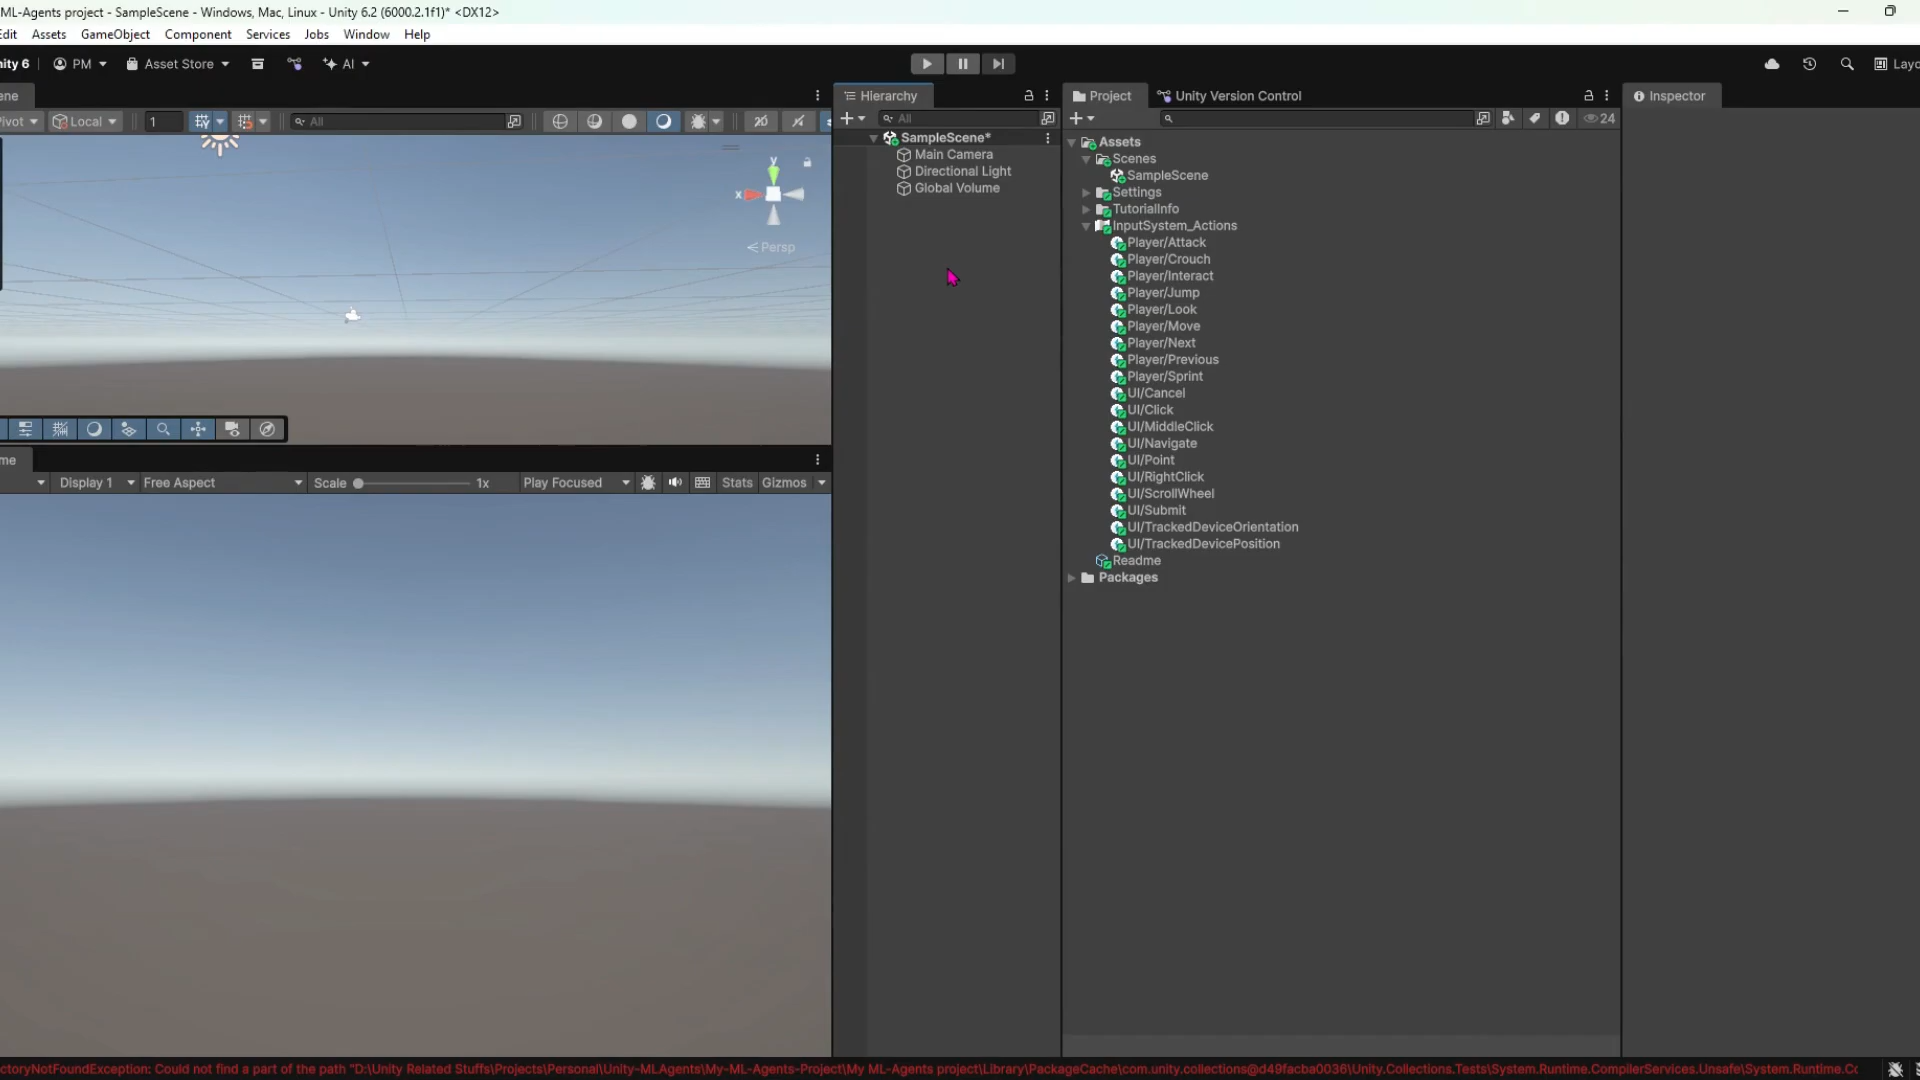 ML-Agents project - SampleScene - Windows, Mac, Linux - Unity 6.2 (6000.2.1f1)* <DX12>
Edit Assets GameObject Component Services Jobs Window Help
nity 6 PM Asset Store AI Layo
ene
Hierarchy
Project
Unity Version Control
Inspector
ivot Local 1 All
All
24
SampleScene*
Main Camera
Directional Light
Global Volume
y
x
Persp
Assets
Scenes
SampleScene
Settings
TutorialInfo
InputSystem_Actions
Player/Attack
Player/Crouch
Player/Interact
Player/Jump
Player/Look
Player/Move
Player/Next
Player/Previous
Player/Sprint
UI/Cancel
UI/Click
UI/MiddleClick
UI/Navigate
UI/Point
UI/RightClick
UI/ScrollWheel
UI/Submit
UI/TrackedDeviceOrientation
UI/TrackedDevicePosition
Readme
Packages
me
Display 1 Free Aspect Scale 1x Play Focused Stats Gizmos
ctoryNotFoundException: Could not find a part of the path "D:\Unity Related Stuffs\Projects\Personal\Unity-MLAgents\My-ML-Agents-Project\My ML-Agents project\Library\PackageCache\com.unity.collections@d49facba0036\Unity.Collections.Tests\System.Runtime.CompilerServices.Unsafe\System.Runtime.Cc